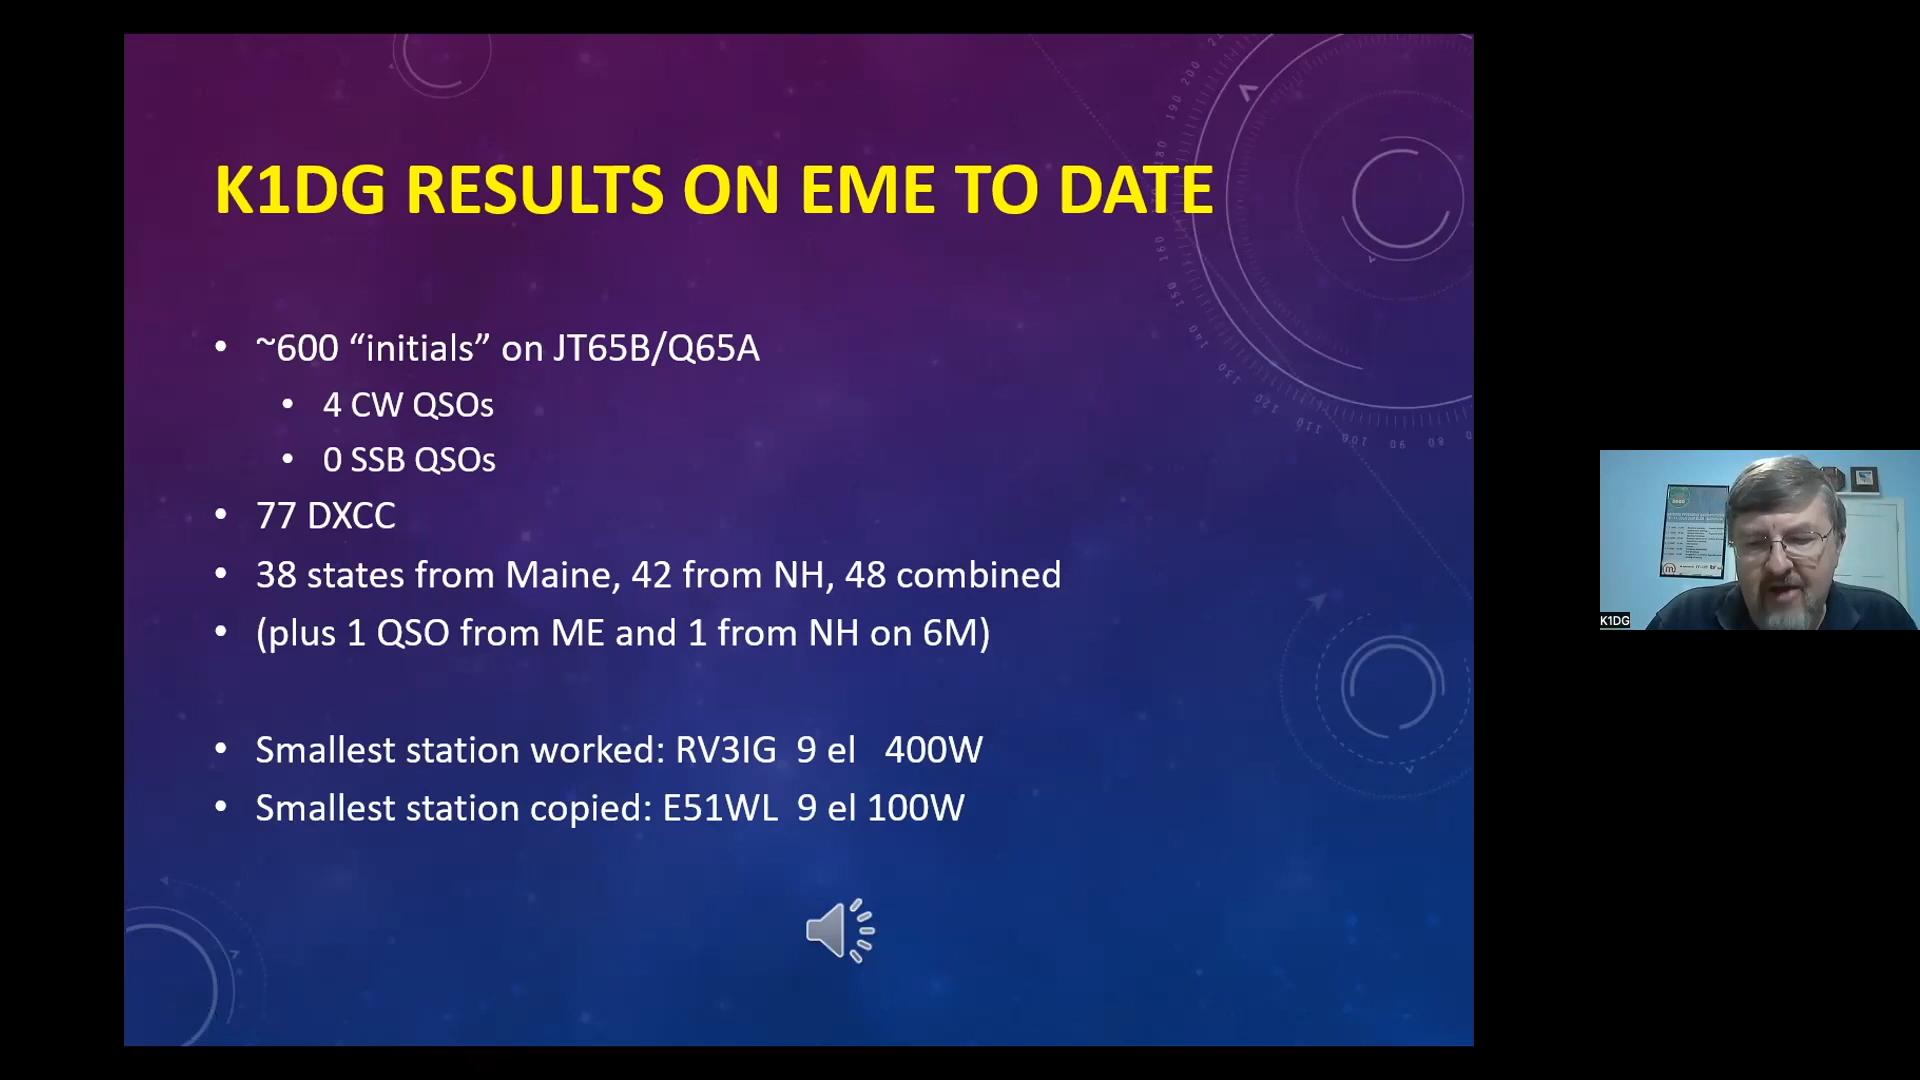 K1DG RESULTS ON EME TO DATE
• ~600 “initials” on JT65B/Q65A
• 4 CW QSOs
• 0 SSB QSOs
• 77 DXCC
• 38 states from Maine, 42 from NH, 48 combined
• (plus 1 QSO from ME and 1 from NH on 6M)
• Smallest station worked: RV3IG 9 el 400W
• Smallest station copied: E51WL 9 el 100W
K1DG